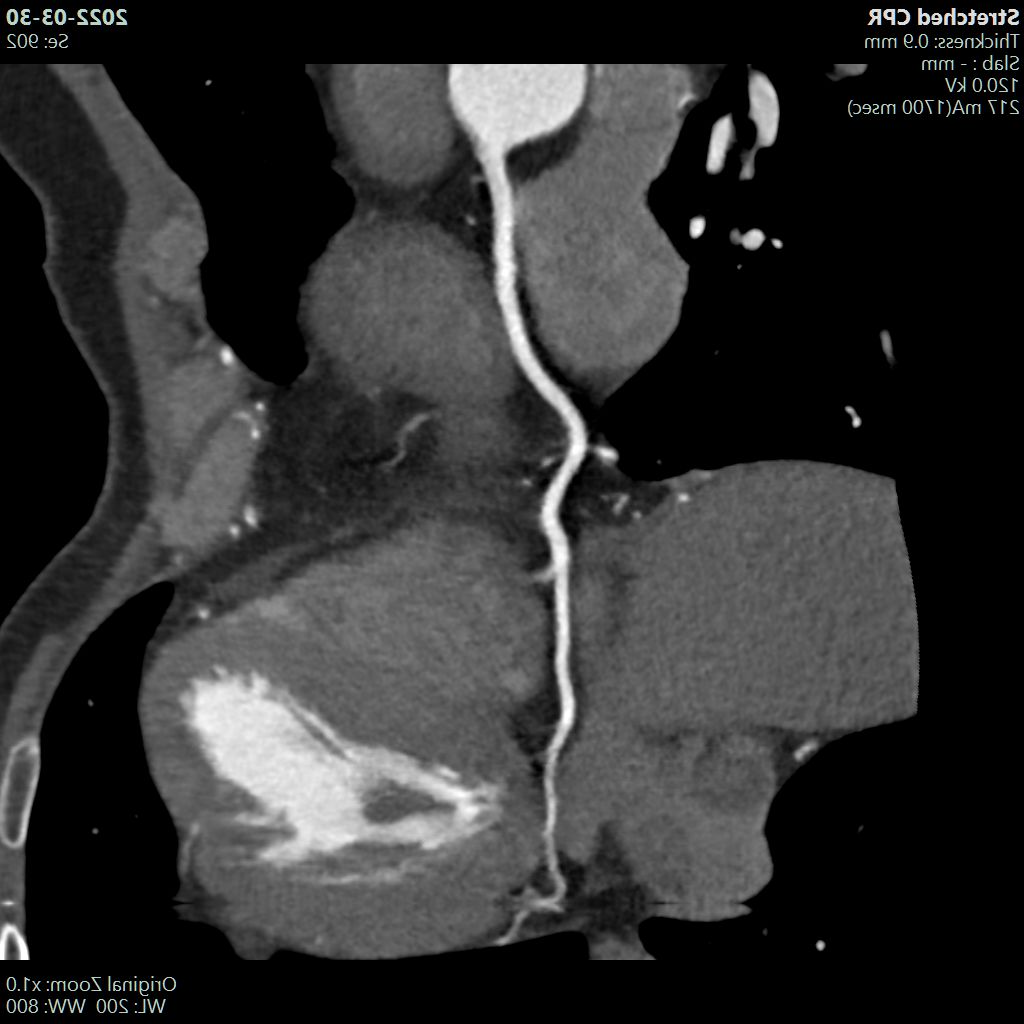 Stretched CPR
Thickness: 0.9 mm
Slab : - mm
120.0 kV
217 mA(1700 msec)
2022-03-30
Se: 902
Original Zoom: x1.0
WL: 200 WW: 800